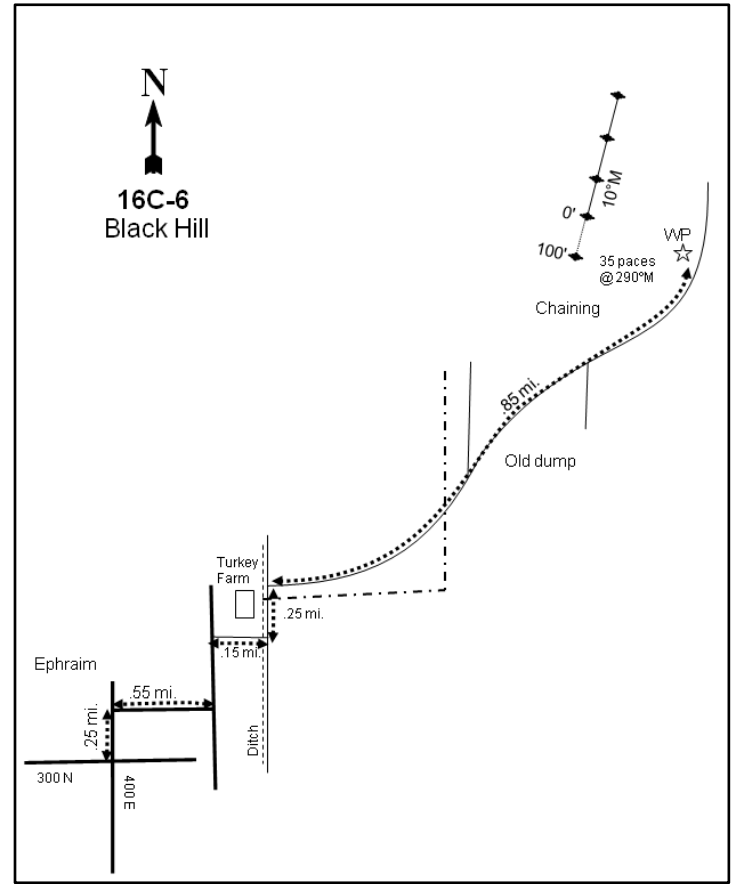 N
16C-6
Black Hill
10°M
0'
100'
WP
35 paces
@ 290°M
Chaining
.85 mi.
Old dump
Turkey
Farm
.25 mi.
.15 mi.
Ephraim
.55 mi.
.25 mi.
Ditch
300 N
400 E